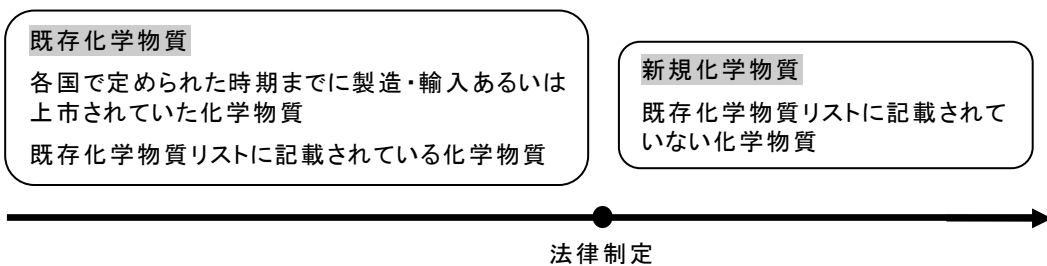 既存化学物質
各国で定められた時期までに製造・輸入あるいは
上市されていた化学物質
既存化学物質リストに記載されている化学物質
新規化学物質
既存化学物質リストに記載されて
いない化学物質
法律制定